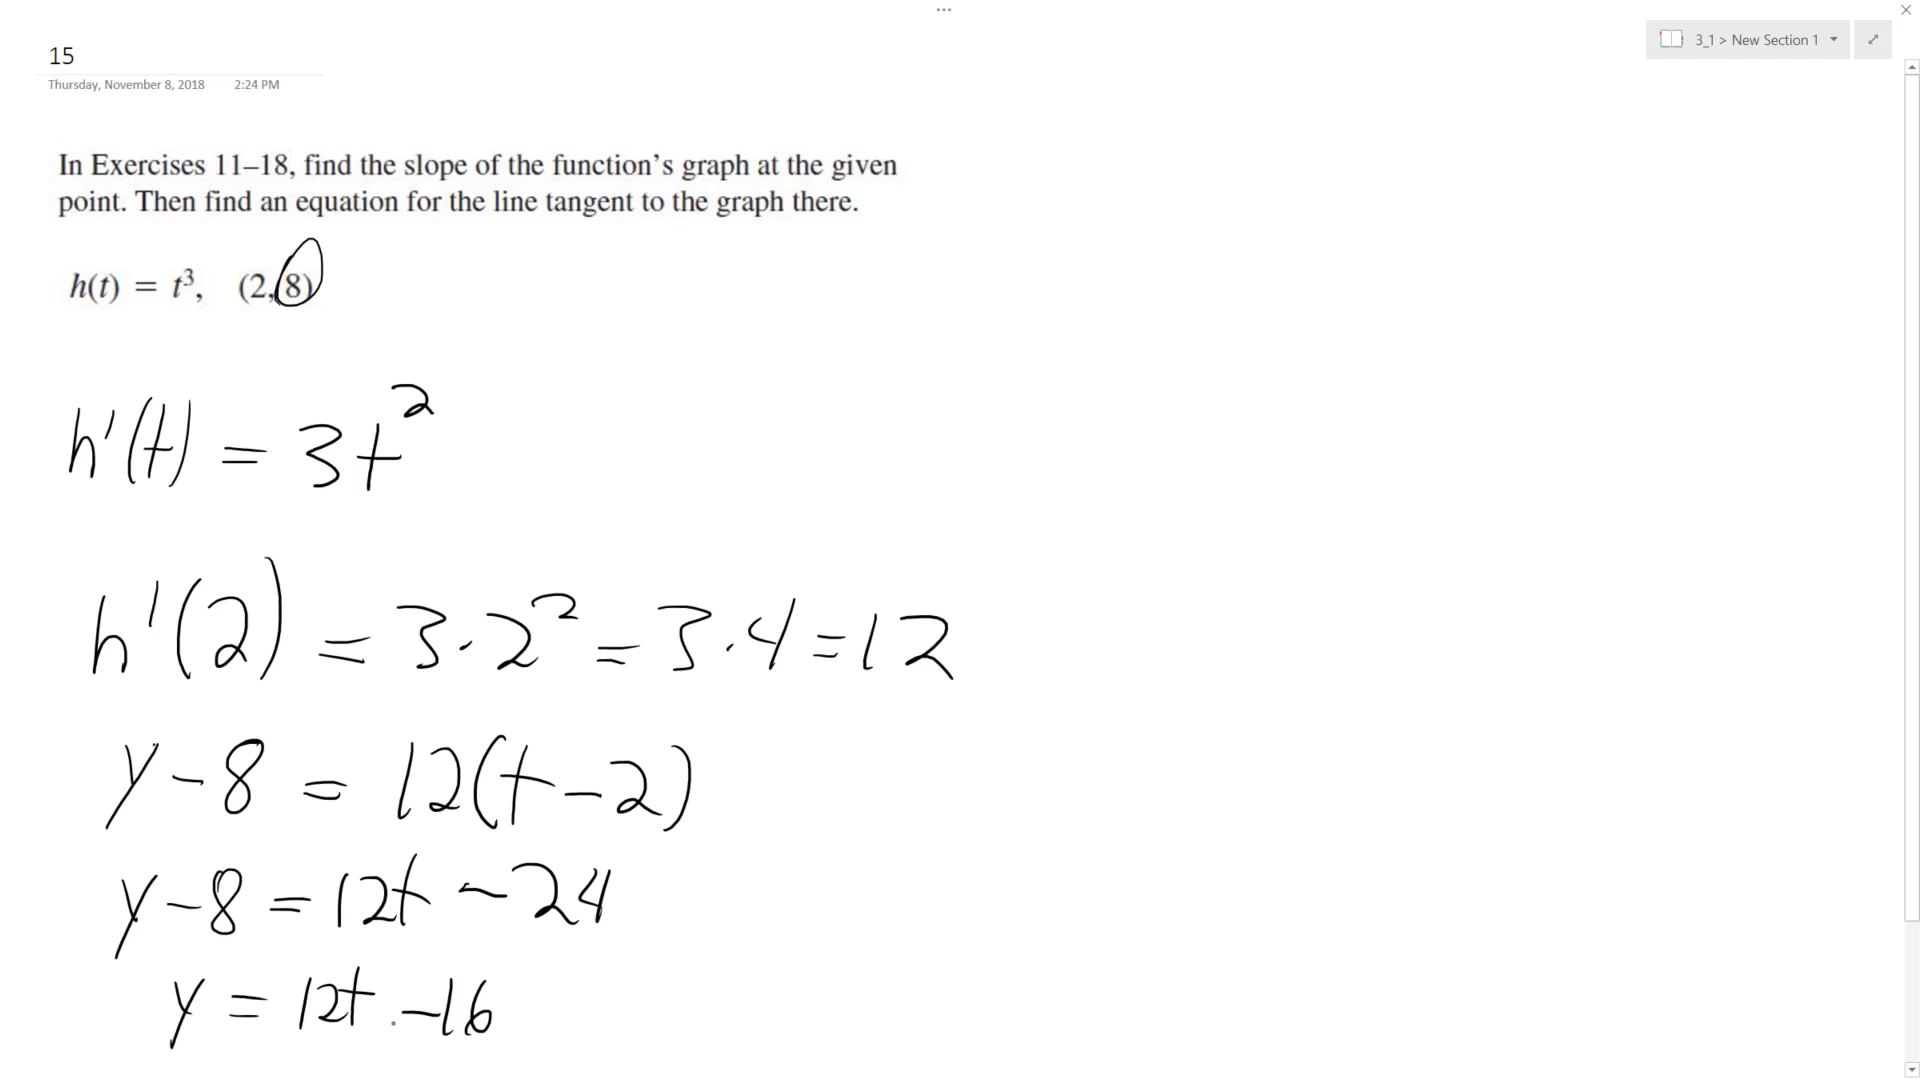 ...
15
3_1 > New Section 1
Thursday, November 8, 2018 2:24 PM
In Exercises 11–18, find the slope of the function’s graph at the given
point. Then find an equation for the line tangent to the graph there.
h(t) = t³, (2, 8)
h'(t) = 3t²
h'(2) = 3·2² = 3·4 = 12
y - 8 = 12(t - 2)
y - 8 = 12t - 24
y = 12t - 16